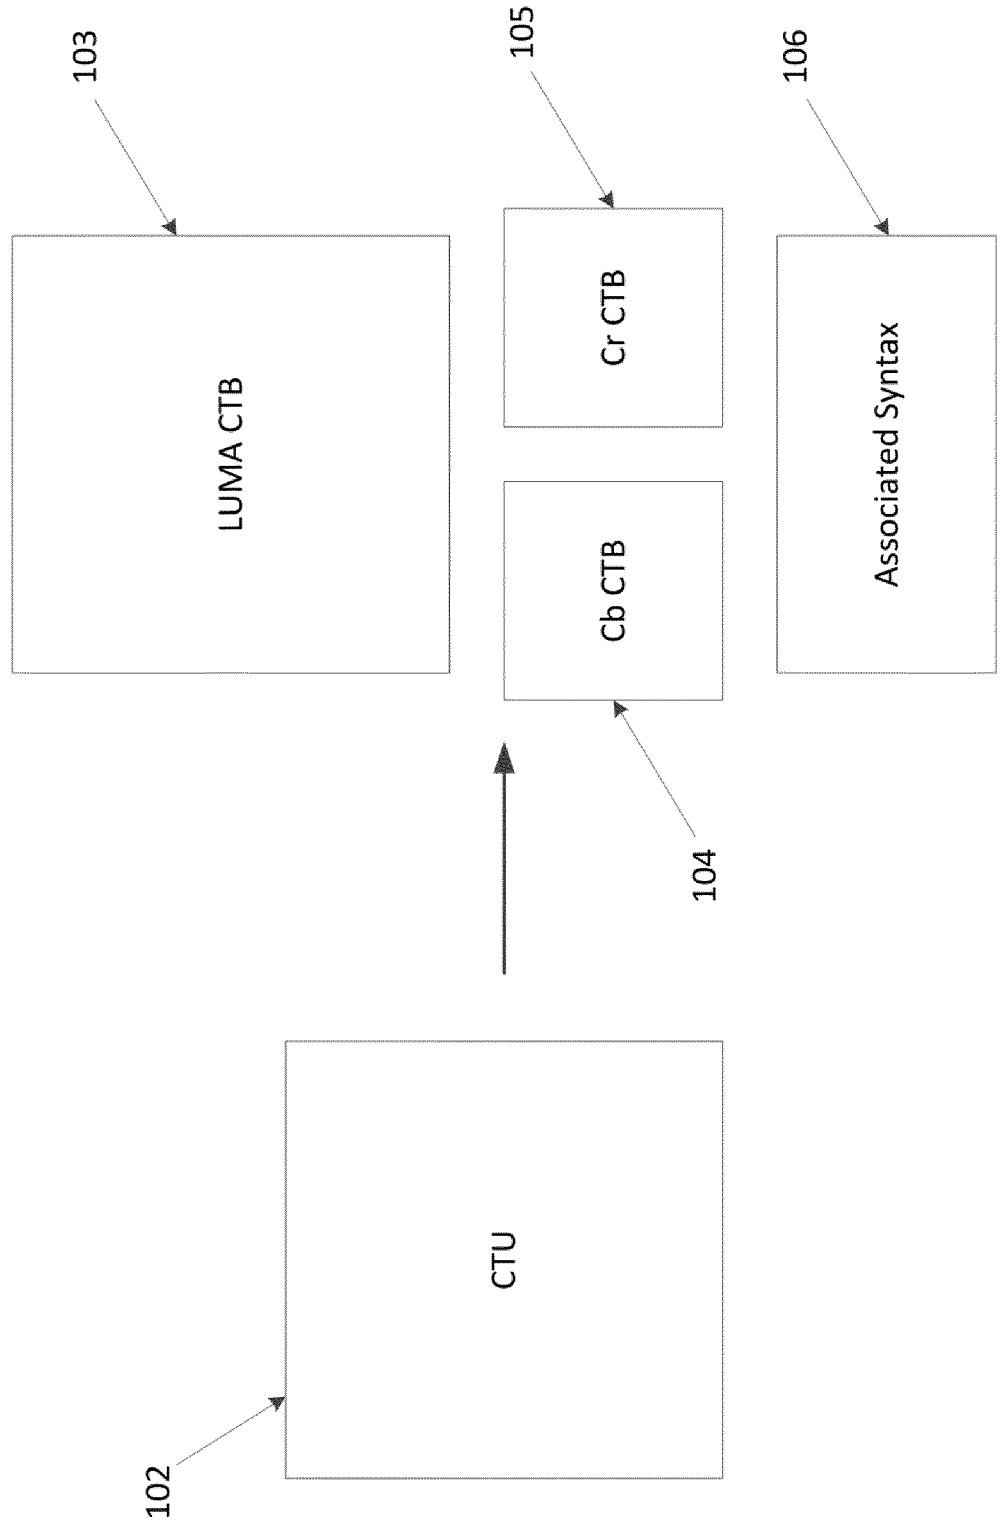 102
CTU
103
LUMA CTB
104
Cb CTB
105
Cr CTB
106
Associated Syntax